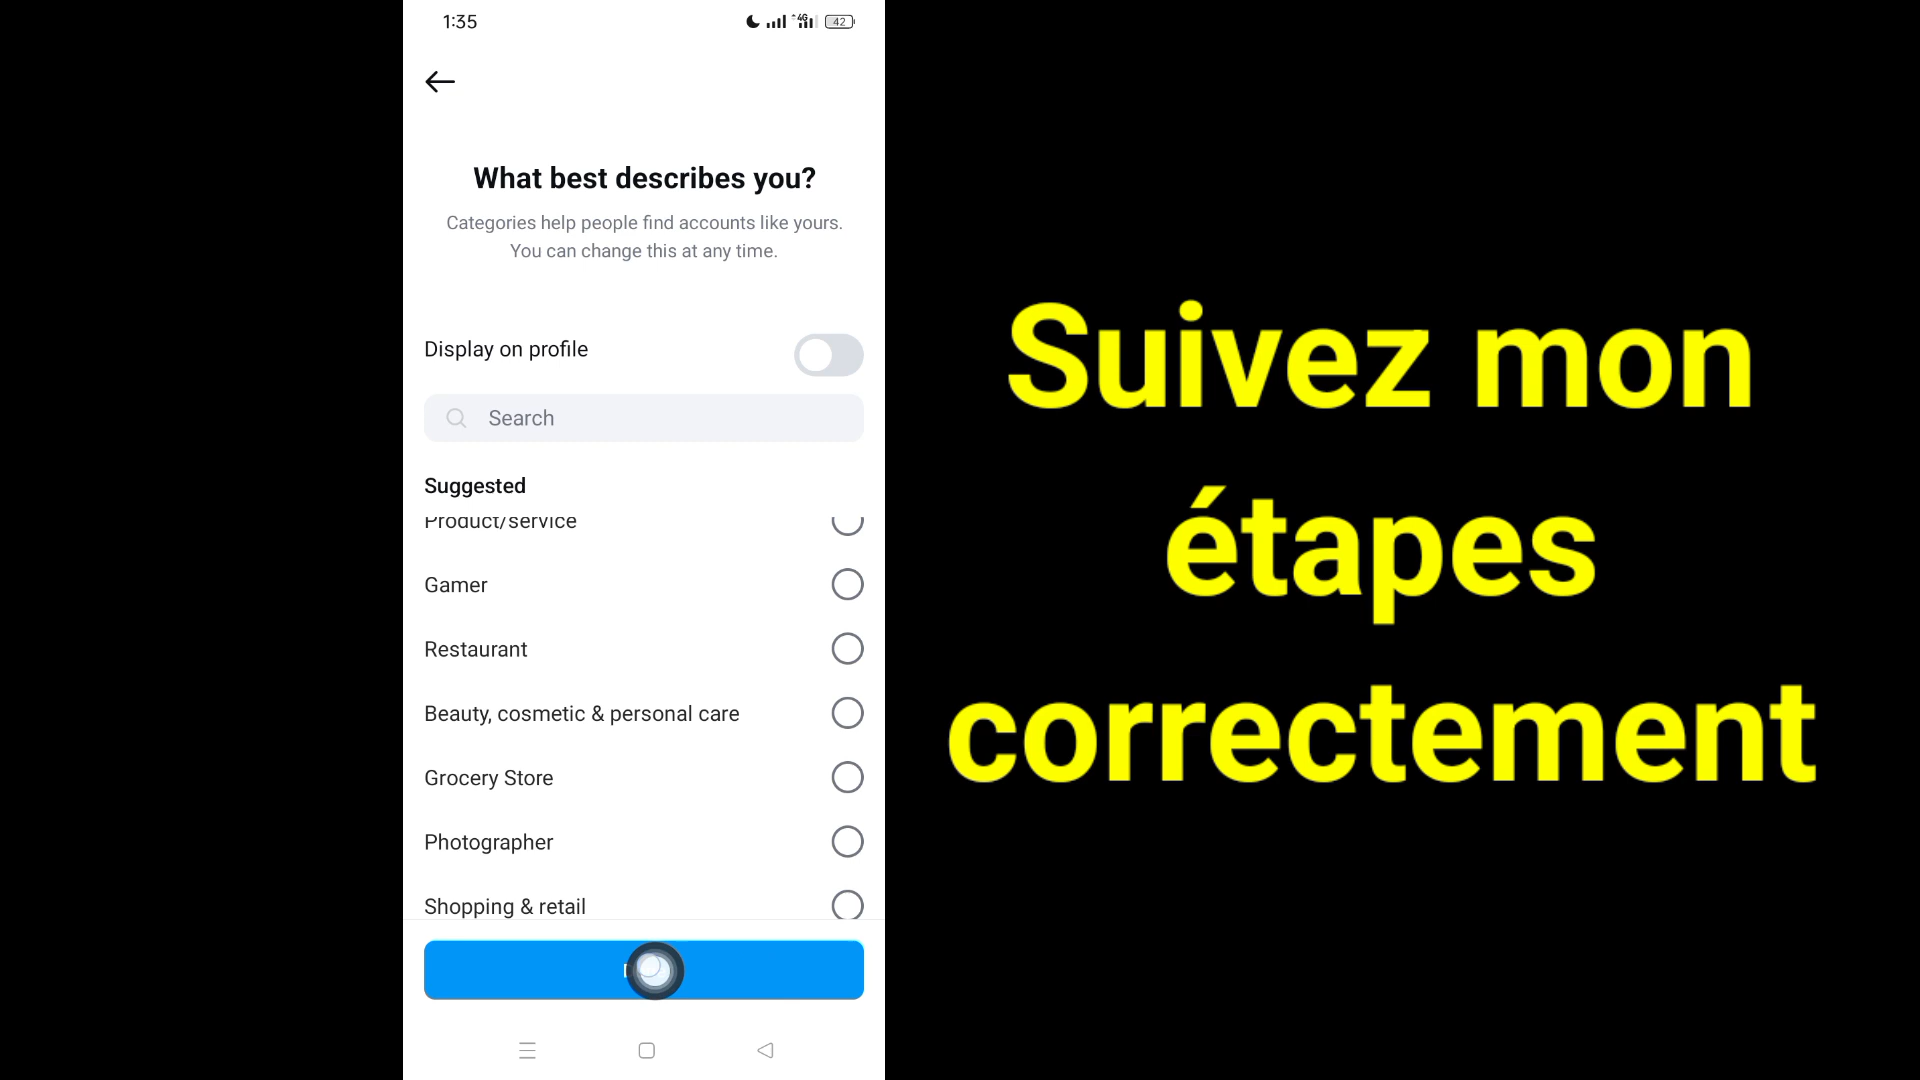 1:35
4G
42
What best describes you?
Categories help people find accounts like yours.
You can change this at any time.
Display on profile
Search
Suggested
Product/service
Gamer
Restaurant
Beauty, cosmetic & personal care
Grocery Store
Photographer
Shopping & retail
Suivez mon
étapes
correctement